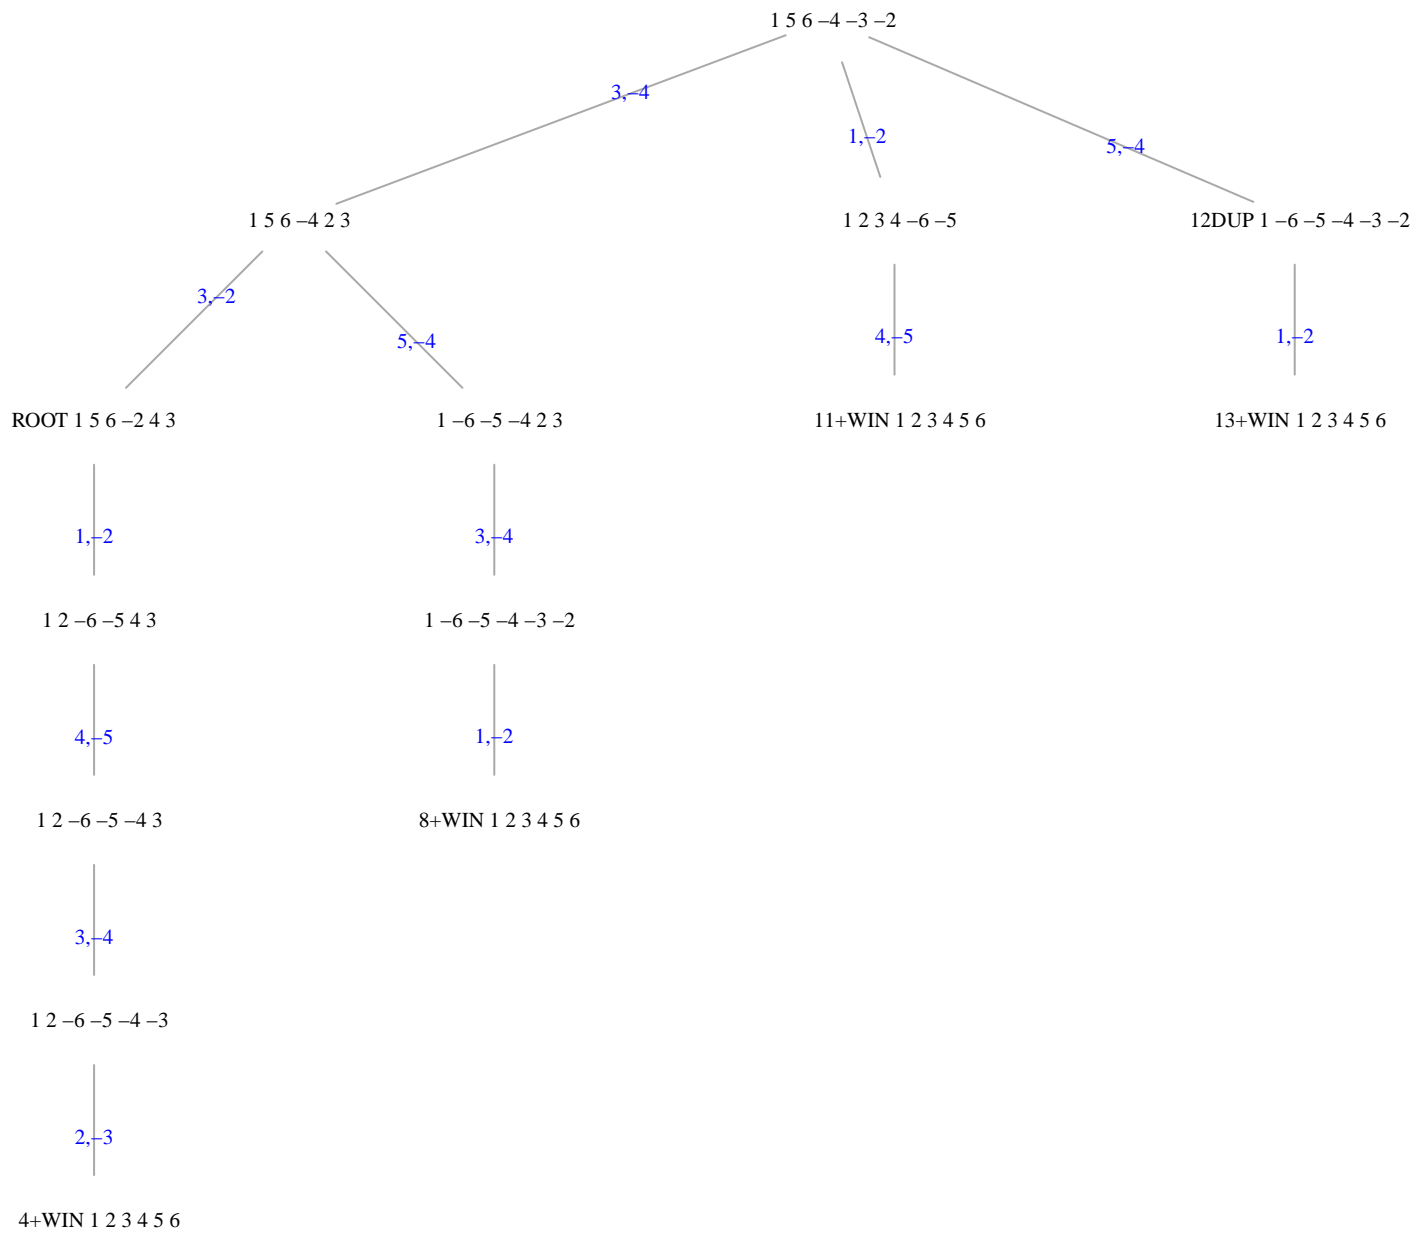 1 5 6 –4 –3 –2
3,–4
1,–2
5,–4
1 5 6 –4 2 3
1 2 3 4 –6 –5
12DUP 1 –6 –5 –4 –3 –2
3,–2
5,–4
4,–5
1,–2
ROOT 1 5 6 –2 4 3
1 –6 –5 –4 2 3
11+WIN 1 2 3 4 5 6
13+WIN 1 2 3 4 5 6
1,–2
3,–4
1 2 –6 –5 4 3
1 –6 –5 –4 –3 –2
4,–5
1,–2
1 2 –6 –5 –4 3
8+WIN 1 2 3 4 5 6
3,–4
1 2 –6 –5 –4 –3
2,–3
4+WIN 1 2 3 4 5 6